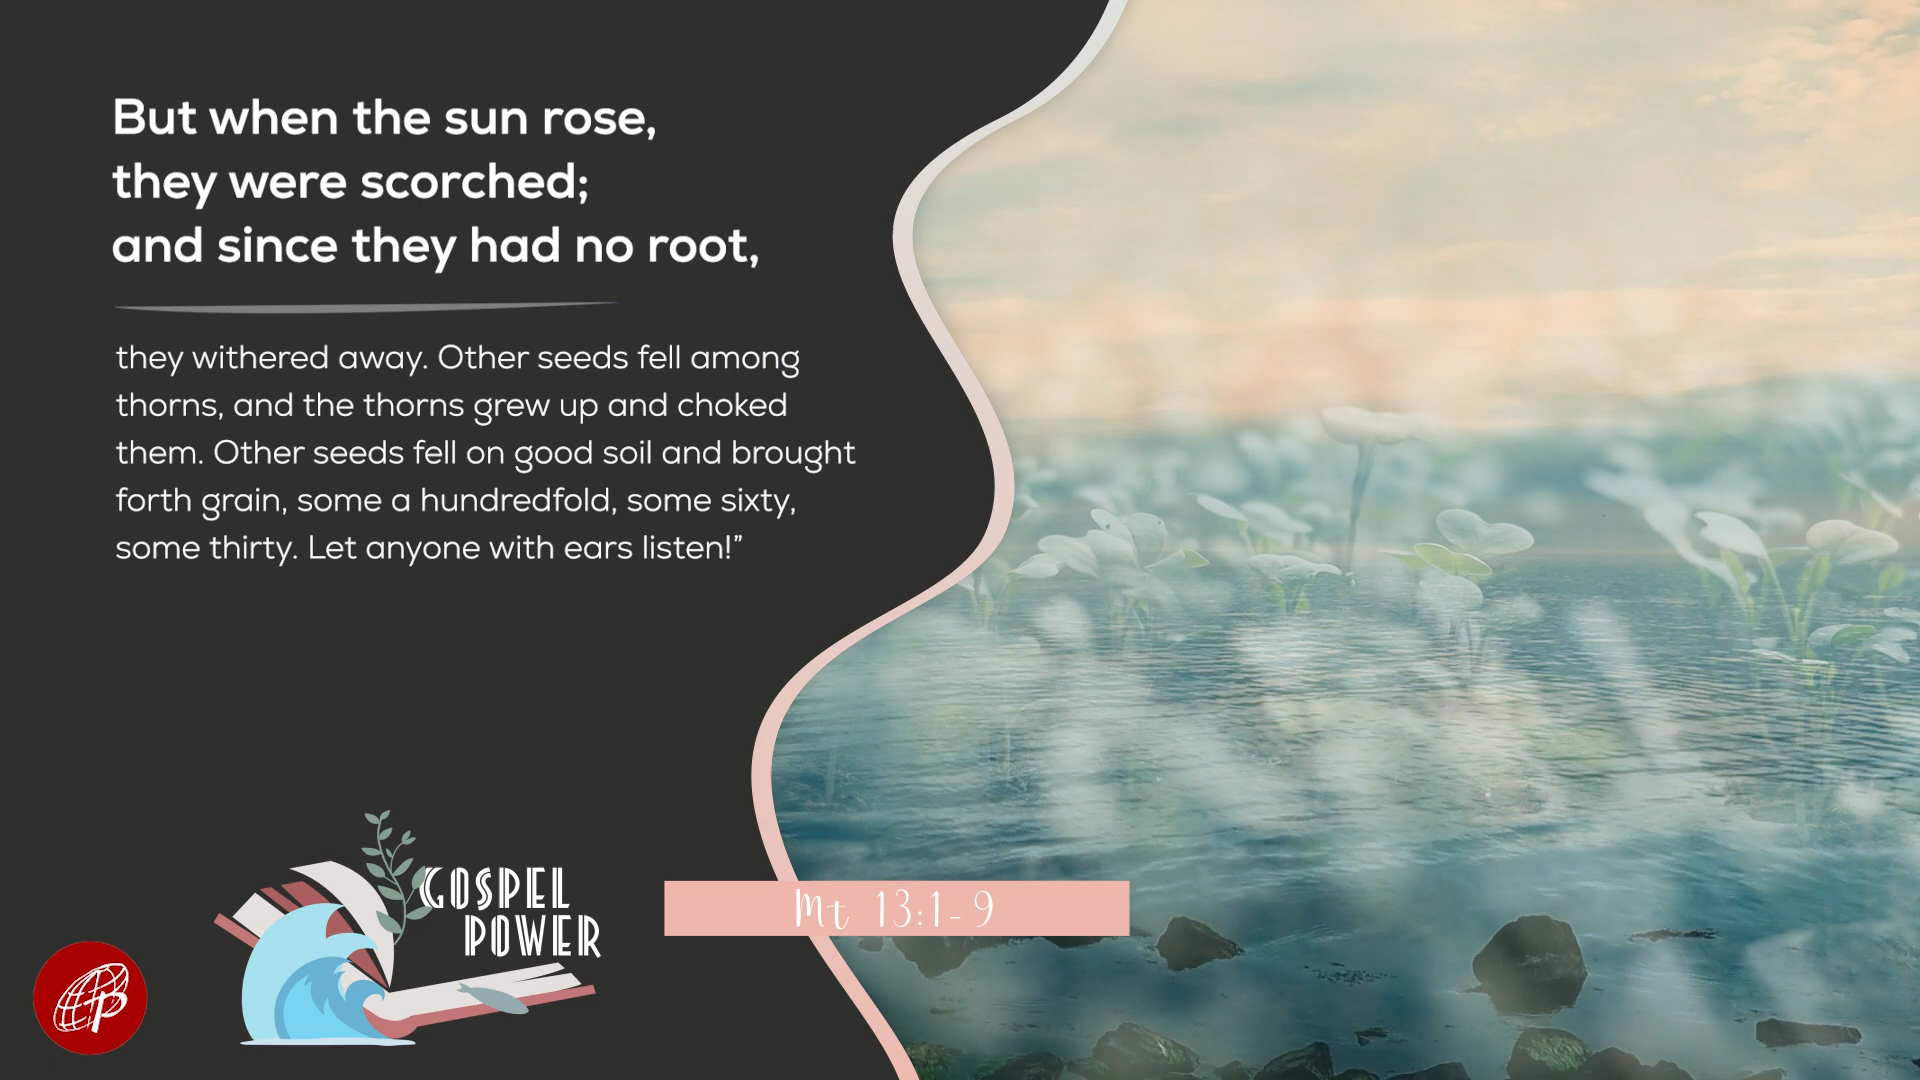 But when the sun rose,
they were scorched;
and since they had no root,
they withered away. Other seeds fell among
thorns, and the thorns grew up and choked
them. Other seeds fell on good soil and brought
forth grain, some a hundredfold, some sixty,
some thirty. Let anyone with ears listen!”
GOSPEL
POWER
Mt 13:1-9